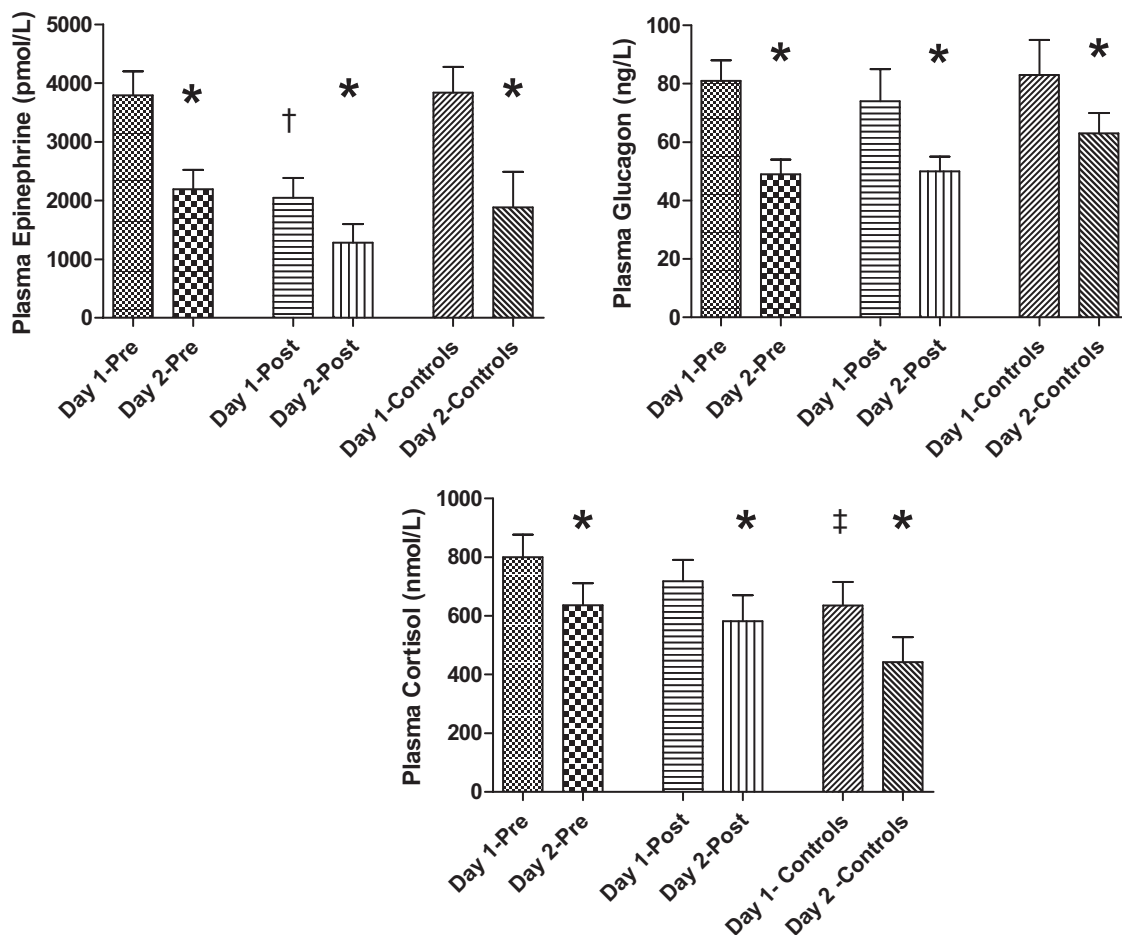 Plasma Epinephrine (pmol/L)
5000
4000
3000
2000
1000
0
*
†
*
*
Day 1-Pre
Day 2-Pre
Day 1-Post
Day 2-Post
Day 1-Controls
Day 2-Controls
Plasma Glucagon (ng/L)
100
80
60
40
20
0
*
*
*
Day 1-Pre
Day 2-Pre
Day 1-Post
Day 2-Post
Day 1-Controls
Day 2-Controls
Plasma Cortisol (nmol/L)
1000
800
600
400
200
0
*
*
‡
*
Day 1-Pre
Day 2-Pre
Day 1-Post
Day 2-Post
Day 1- Controls
Day 2 -Controls